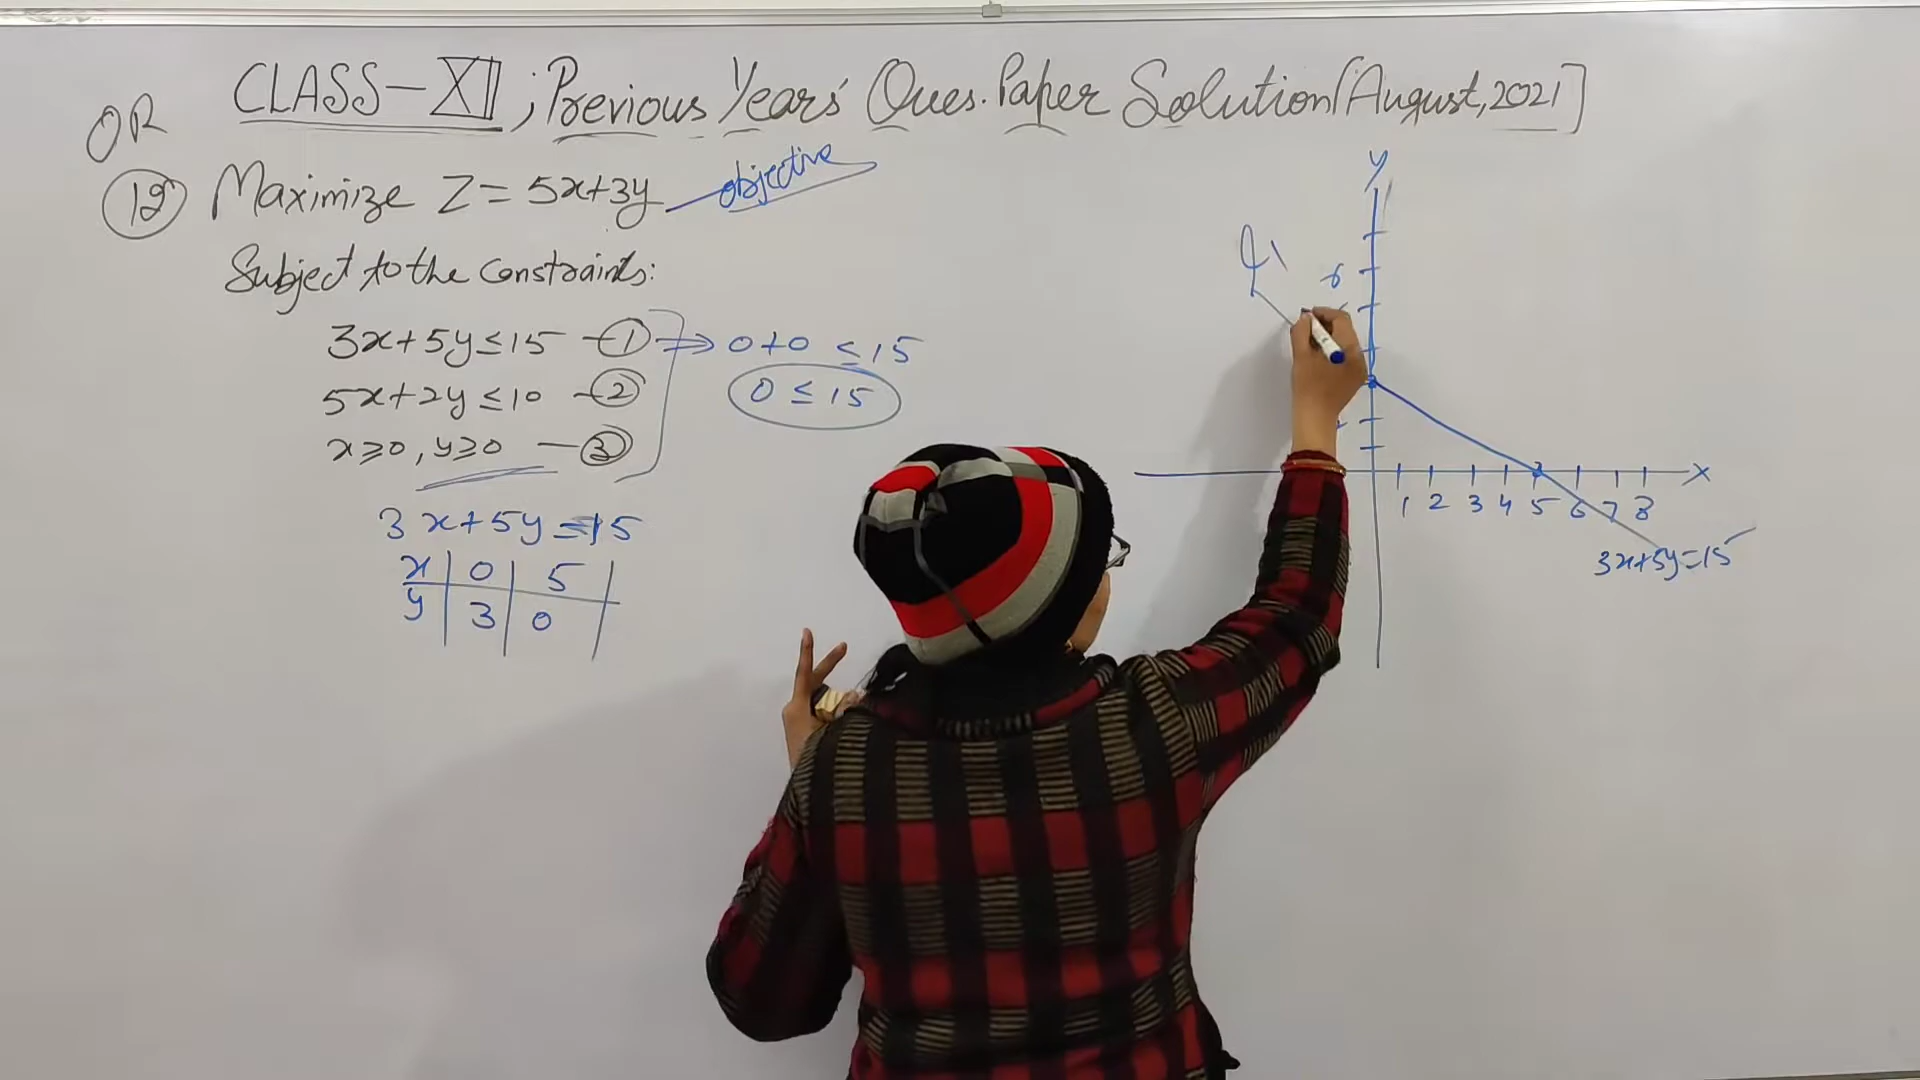 CLASS-XII; Previous Years' Ques. Paper Solution [August, 2021]
OR
12 Maximize Z = 5x+3y objective
Subject to the Constraints:
3x+5y≤15 -1 ⇒ 0+0 ≤15
5x+2y≤10 -2 0 ≤ 15
x≥0, y≥0 -3
3x+5y=15
x 0 5
y 3 0
y
6
x
1 2 3 4 5 6 7 8
3x+5y=15